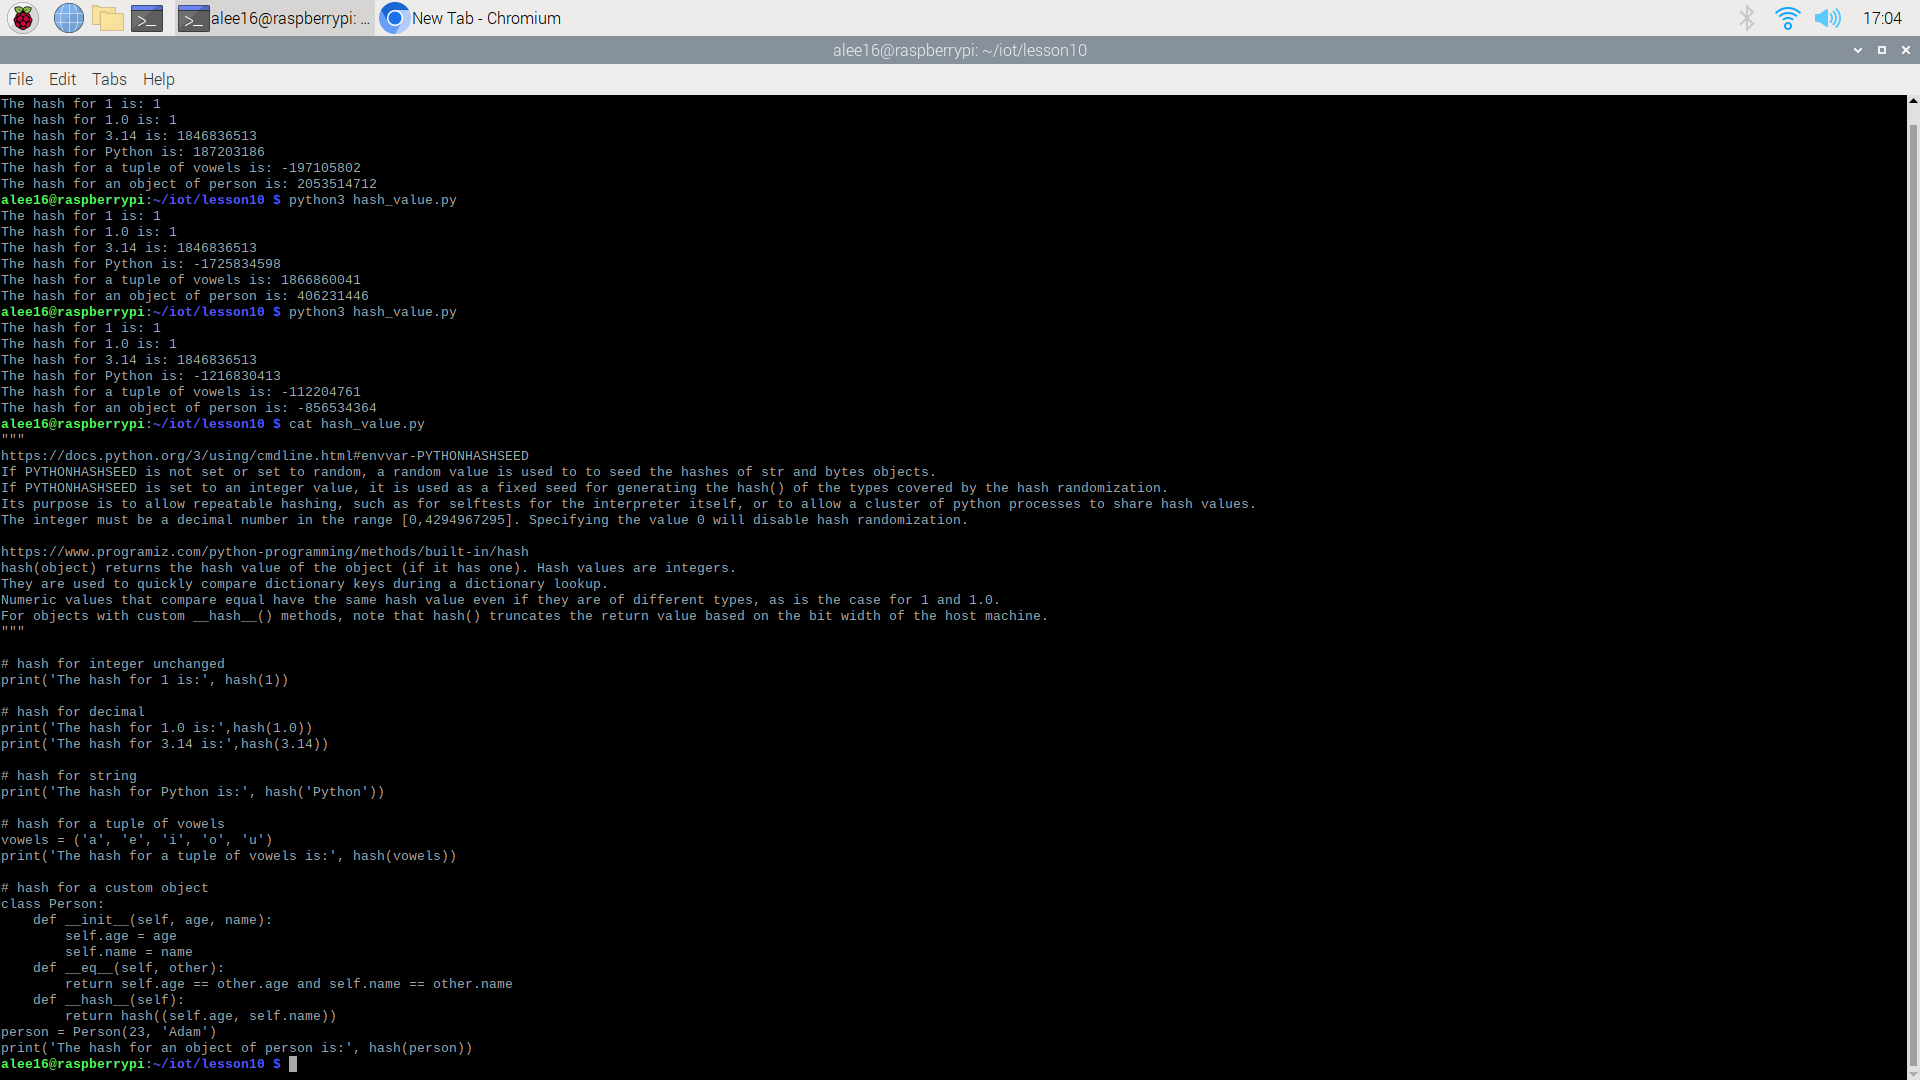 alee16@raspberrypi: ...
New Tab - Chromium
17:04
alee16@raspberrypi: ~/iot/lesson10
File Edit Tabs Help
The hash for 1 is: 1
The hash for 1.0 is: 1
The hash for 3.14 is: 1846836513
The hash for Python is: 187203186
The hash for a tuple of vowels is: -197105802
The hash for an object of person is: 2053514712
alee16@raspberrypi:~/iot/lesson10 $ python3 hash_value.py
The hash for 1 is: 1
The hash for 1.0 is: 1
The hash for 3.14 is: 1846836513
The hash for Python is: -1725834598
The hash for a tuple of vowels is: 1866860041
The hash for an object of person is: 406231446
alee16@raspberrypi:~/iot/lesson10 $ python3 hash_value.py
The hash for 1 is: 1
The hash for 1.0 is: 1
The hash for 3.14 is: 1846836513
The hash for Python is: -1216830413
The hash for a tuple of vowels is: -112204761
The hash for an object of person is: -856534364
alee16@raspberrypi:~/iot/lesson10 $ cat hash_value.py
"""
https://docs.python.org/3/using/cmdline.html#envvar-PYTHONHASHSEED
If PYTHONHASHSEED is not set or set to random, a random value is used to to seed the hashes of str and bytes objects.
If PYTHONHASHSEED is set to an integer value, it is used as a fixed seed for generating the hash() of the types covered by the hash randomization.
Its purpose is to allow repeatable hashing, such as for selftests for the interpreter itself, or to allow a cluster of python processes to share hash values.
The integer must be a decimal number in the range [0,4294967295]. Specifying the value 0 will disable hash randomization.
https://www.programiz.com/python-programming/methods/built-in/hash
hash(object) returns the hash value of the object (if it has one). Hash values are integers.
They are used to quickly compare dictionary keys during a dictionary lookup.
Numeric values that compare equal have the same hash value even if they are of different types, as is the case for 1 and 1.0.
For objects with custom __hash__() methods, note that hash() truncates the return value based on the bit width of the host machine.
"""
# hash for integer unchanged
print('The hash for 1 is:', hash(1))
# hash for decimal
print('The hash for 1.0 is:',hash(1.0))
print('The hash for 3.14 is:',hash(3.14))
# hash for string
print('The hash for Python is:', hash('Python'))
# hash for a tuple of vowels
vowels = ('a', 'e', 'i', 'o', 'u')
print('The hash for a tuple of vowels is:', hash(vowels))
# hash for a custom object
class Person:
    def __init__(self, age, name):
        self.age = age
        self.name = name
    def __eq__(self, other):
        return self.age == other.age and self.name == other.name
    def __hash__(self):
        return hash((self.age, self.name))
person = Person(23, 'Adam')
print('The hash for an object of person is:', hash(person))
alee16@raspberrypi:~/iot/lesson10 $